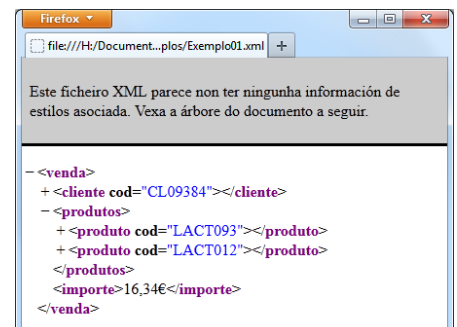 Firefox
file:///H:/Document...plos/Exemplo01.xml +
Este ficheiro XML parece non ter ningunha información de
estilos asociada. Vexa a árbore do documento a seguir.
−<venda>
+<cliente cod="CL09384"></cliente>
−<produtos>
+<produto cod="LACT093"></produto>
+<produto cod="LACT012"></produto>
</produtos>
<importe>16,34€</importe>
</venda>